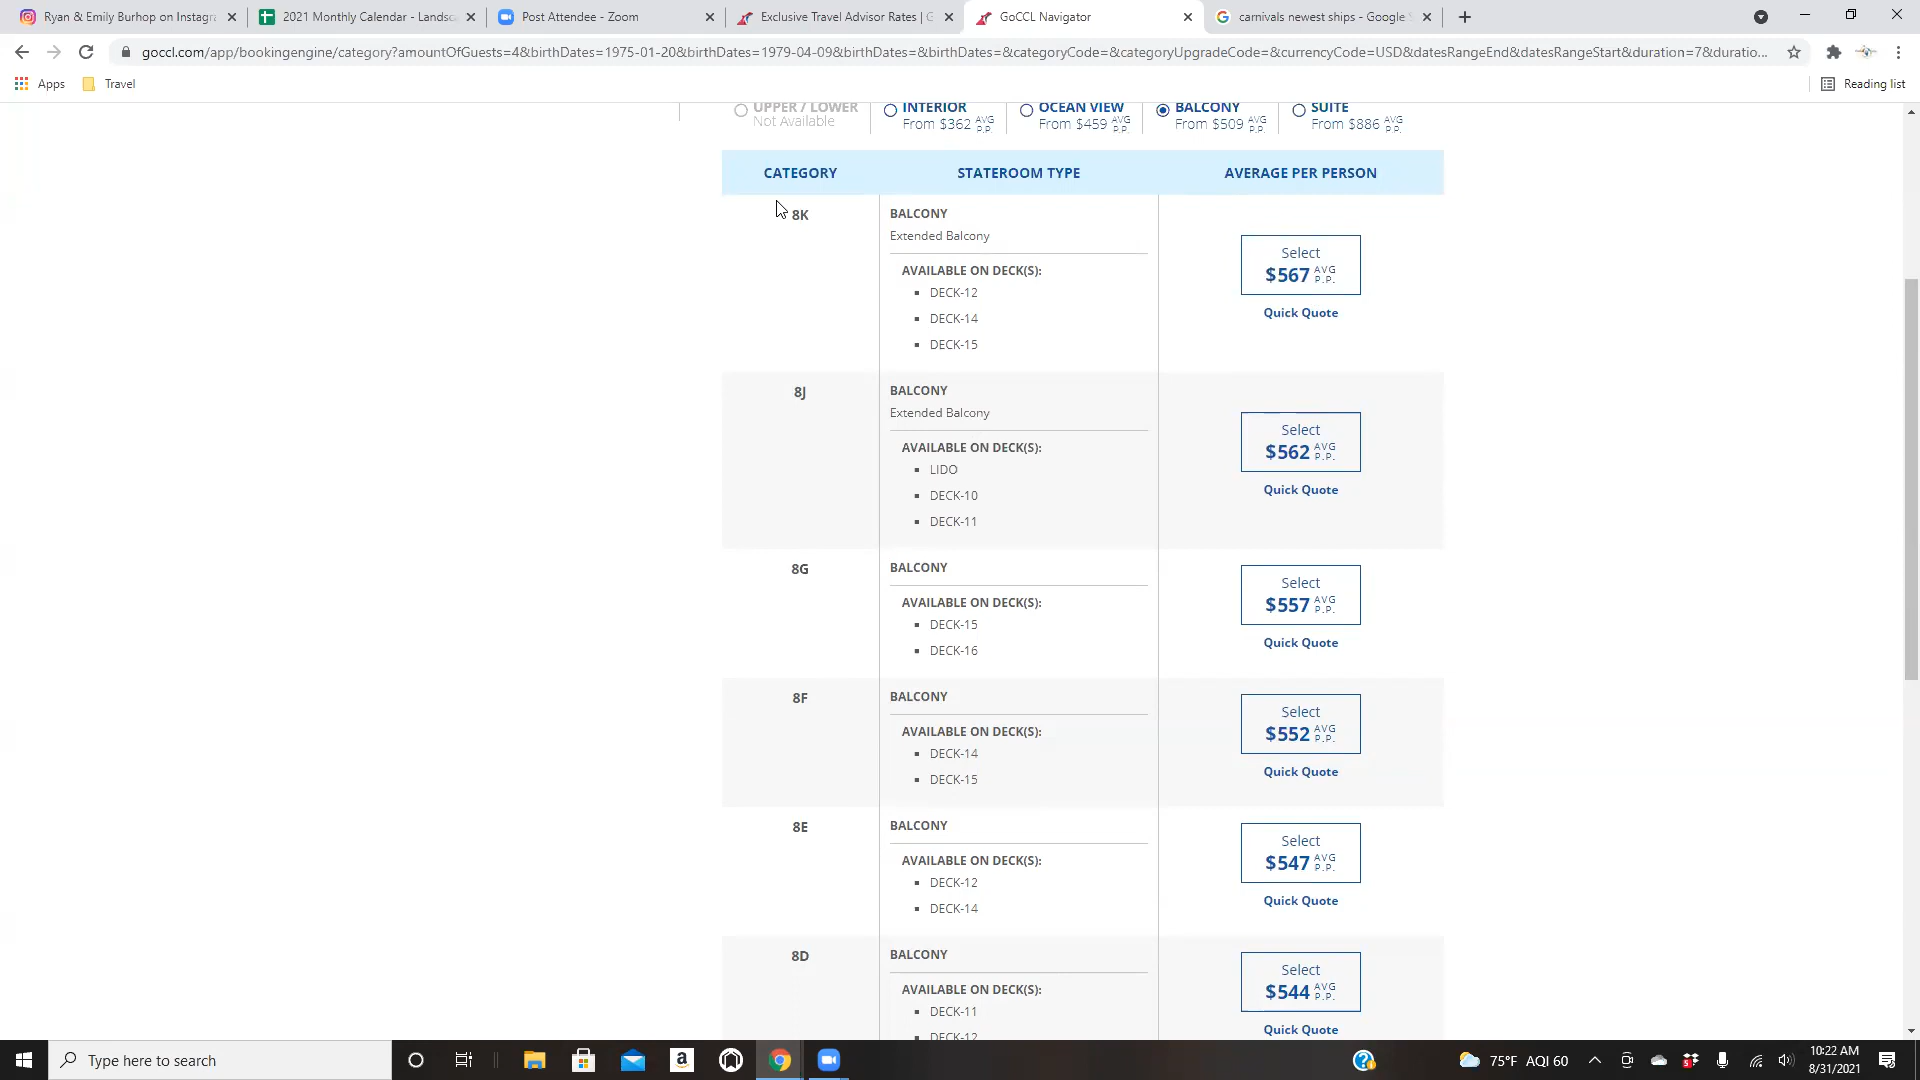 Ryan & Emily Burhop on Instagra
2021 Monthly Calendar - Landsca
Post Attendee - Zoom
Exclusive Travel Advisor Rates | G
GoCCL Navigator
carnivals newest ships - Google S
goccl.com/app/bookingengine/category?amountOfGuests=4&birthDates=1975-01-20&birthDates=1979-04-09&birthDates=&birthDates=&categoryCode=&categoryUpgradeCode=&currencyCode=USD&datesRangeEnd&datesRangeStart&duration=7&duratio...
Apps
Travel
Reading list
UPPER / LOWER
Not Available
INTERIOR
From $362 AVG P.P.
OCEAN VIEW
From $459 AVG P.P.
BALCONY
From $509 AVG P.P.
SUITE
From $886 AVG P.P.
CATEGORY
STATEROOM TYPE
AVERAGE PER PERSON
8K
BALCONY
Extended Balcony
AVAILABLE ON DECK(S):
DECK-12
DECK-14
DECK-15
Select
$567 AVG P.P.
Quick Quote
8J
BALCONY
Extended Balcony
AVAILABLE ON DECK(S):
LIDO
DECK-10
DECK-11
Select
$562 AVG P.P.
Quick Quote
8G
BALCONY
AVAILABLE ON DECK(S):
DECK-15
DECK-16
Select
$557 AVG P.P.
Quick Quote
8F
BALCONY
AVAILABLE ON DECK(S):
DECK-14
DECK-15
Select
$552 AVG P.P.
Quick Quote
8E
BALCONY
AVAILABLE ON DECK(S):
DECK-12
DECK-14
Select
$547 AVG P.P.
Quick Quote
8D
BALCONY
AVAILABLE ON DECK(S):
DECK-11
DECK-12
Select
$544 AVG P.P.
Quick Quote
Type here to search
75°F AQI 60
10:22 AM
8/31/2021